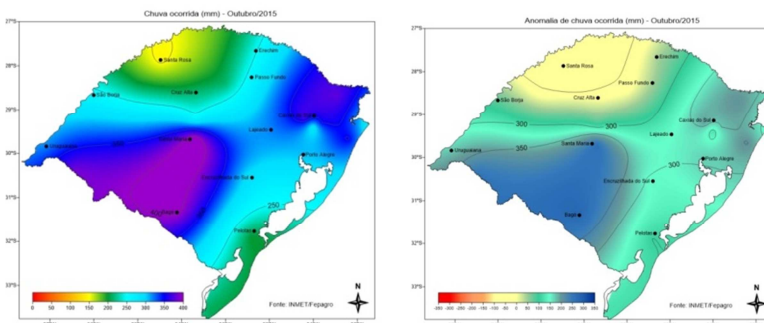 Chuva ocorrida (mm) - Outubro/2015
27°S
28°S
29°S
30°S
31°S
32°S
33°S
Erechim
Santa Rosa
Passo Fundo
Cruz Alta
São Borja
Lajeado
Uruguaiana
Porto Alegre
Encruzilhada do Sul
250
Pelotas
0 50 100 150 200 250 300 350 400
Fonte: INMET/Fepagro
N
Anomalia de chuva ocorrida (mm) - Outubro/2015
27°S
Erechim
Santa Rosa
Passo Fundo
Cruz Alta
São Borja
Caxias do Sul
300
300
Lajeado
350
Santa Maria
Uruguaiana
Porto Alegre
300
Encruzilhada do Sul
Bagé
Pelotas
Fonte: INMET/Fepagro
N